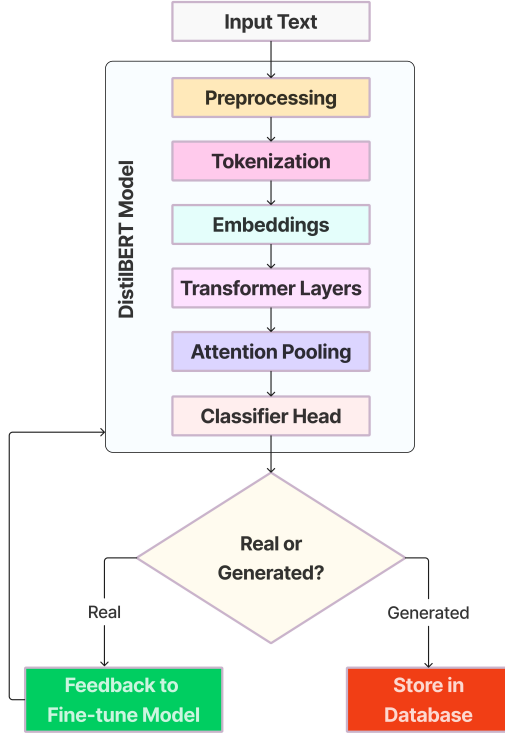 Input Text
Preprocessing
Tokenization
Embeddings
Transformer Layers
Attention Pooling
Classifier Head
DistilBERT Model
Real or
Generated?
Real
Generated
Feedback to
Fine-tune Model
Store in
Database